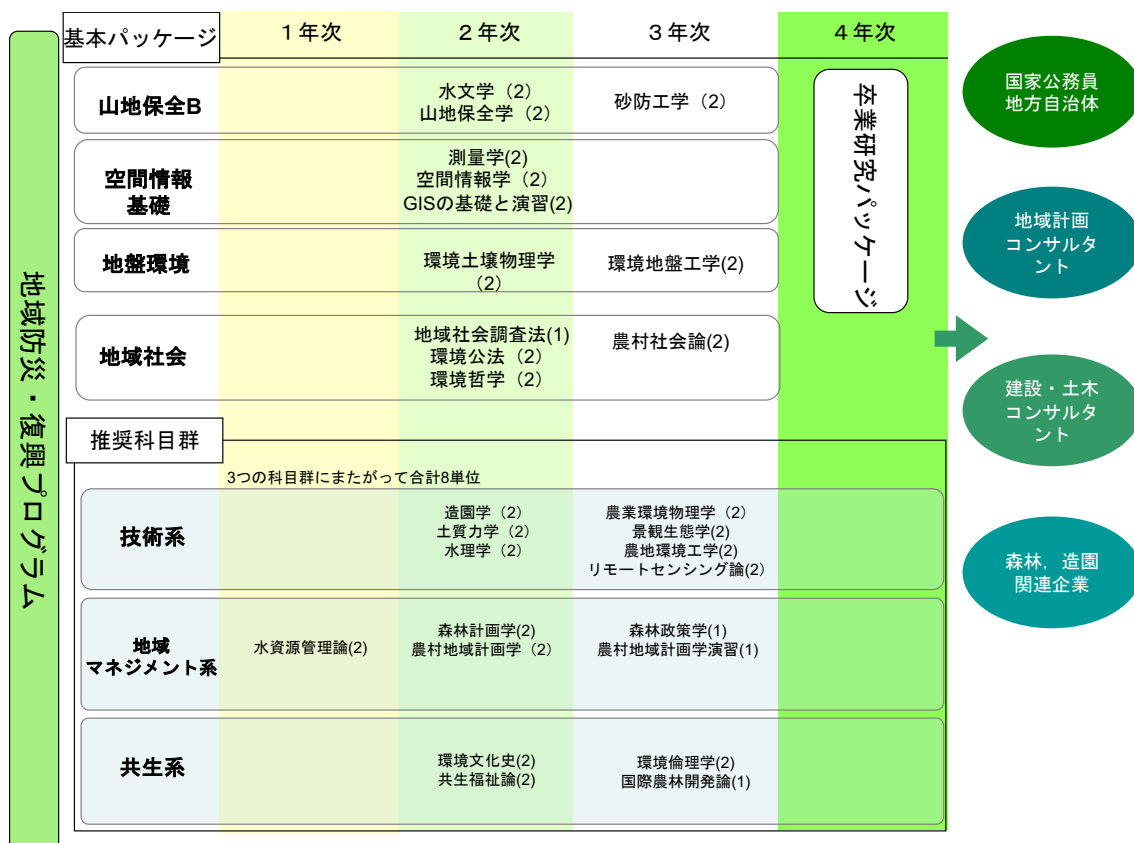 地域防災・復興プログラム
基本パッケージ
1年次
2年次
3年次
4年次
山地保全B
水文学（2）
山地保全学（2）
砂防工学（2）
空間情報
基礎
測量学(2)
空間情報学（2）
GISの基礎と演習(2)
地盤環境
環境土壌物理学
（2）
環境地盤工学(2)
地域社会
地域社会調査法(1)
環境公法（2）
環境哲学（2）
農村社会論(2)
卒業研究パッケージ
推奨科目群
3つの科目群にまたがって合計8単位
技術系
造園学（2）
土質力学（2）
水理学（2）
農業環境物理学（2）
景観生態学(2)
農地環境工学(2)
リモートセンシング論(2)
地域
マネジメント系
水資源管理論(2)
森林計画学(2)
農村地域計画学（2）
森林政策学(1)
農村地域計画学演習(1)
共生系
環境文化史(2)
共生福祉論(2)
環境倫理学(2)
国際農林開発論(1)
国家公務員
地方自治体
地域計画
コンサルタ
ント
建設・土木
コンサルタ
ント
森林，造園
関連企業